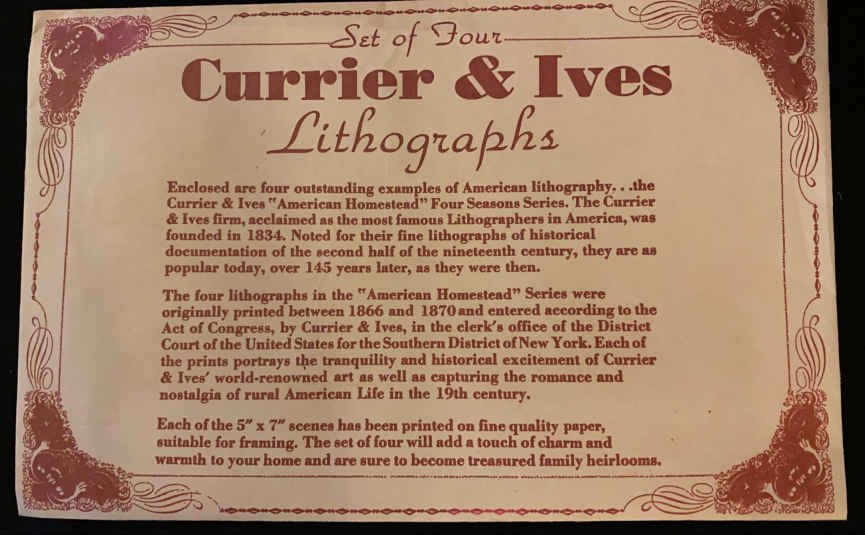 Set of Four
Currier & Ives
Lithographs
Enclosed are four outstanding examples of American lithography. . .the
Currier & Ives "American Homestead" Four Seasons Series. The Currier
& Ives firm, acclaimed as the most famous Lithographers in America, was
founded in 1834. Noted for their fine lithographs of historical
documentation of the second half of the nineteenth century, they are as
popular today, over 145 years later, as they were then.
The four lithographs in the "American Homestead" Series were
originally printed between 1866 and 1870 and entered according to the
Act of Congress, by Currier & Ives, in the clerk's office of the District
Court of the United States for the Southern District of New York. Each of
the prints portrays the tranquility and historical excitement of Currier
& Ives' world-renowned art as well as capturing the romance and
nostalgia of rural American Life in the 19th century.
Each of the 5" x 7" scenes has been printed on fine quality paper,
suitable for framing. The set of four will add a touch of charm and
warmth to your home and are sure to become treasured family heirlooms.